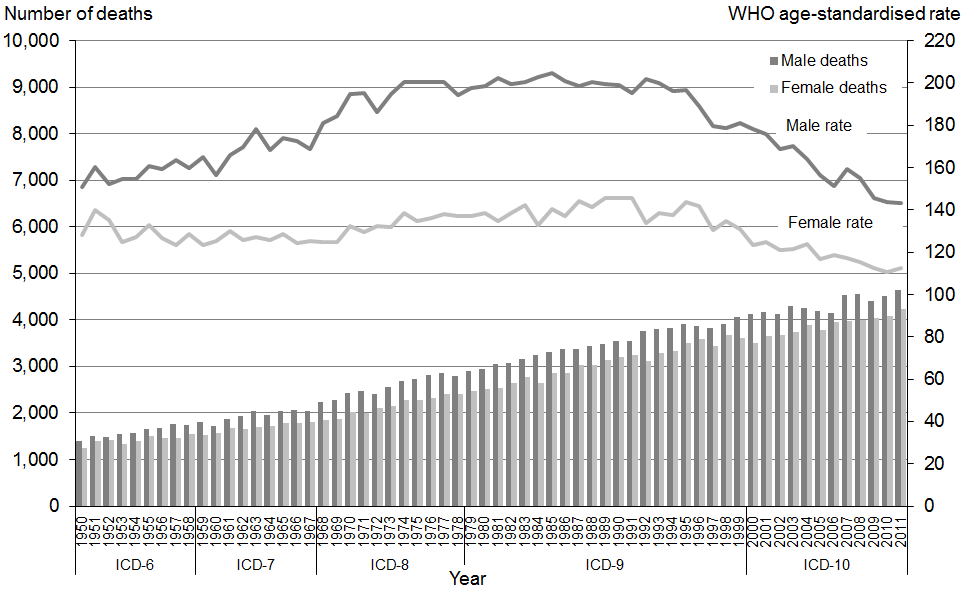 Number of deaths WHO age-standardised rate
10,000 220
9,000 200
8,000 180
7,000 160
6,000 140
5,000 120
4,000 100
3,000 80
2,000 60
1,000 40
0 20
0
Male deaths
Female deaths
Male rate
Female rate
1950 1951 1952 1953 1954 1955 1956 1957 1958 1959 1960 1961 1962 1963 1964 1965 1966 1967 1968 1969 1970 1971 1972 1973 1974 1975 1976 1977 1978 1979 1980 1981 1982 1983 1984 1985 1986 1987 1988 1989 1990 1991 1992 1993 1994 1995 1996 1997 1998 1999 2000 2001 2002 2003 2004 2005 2006 2007 2008 2009 2010 2011
ICD-6 ICD-7 ICD-8 ICD-9 ICD-10
Year